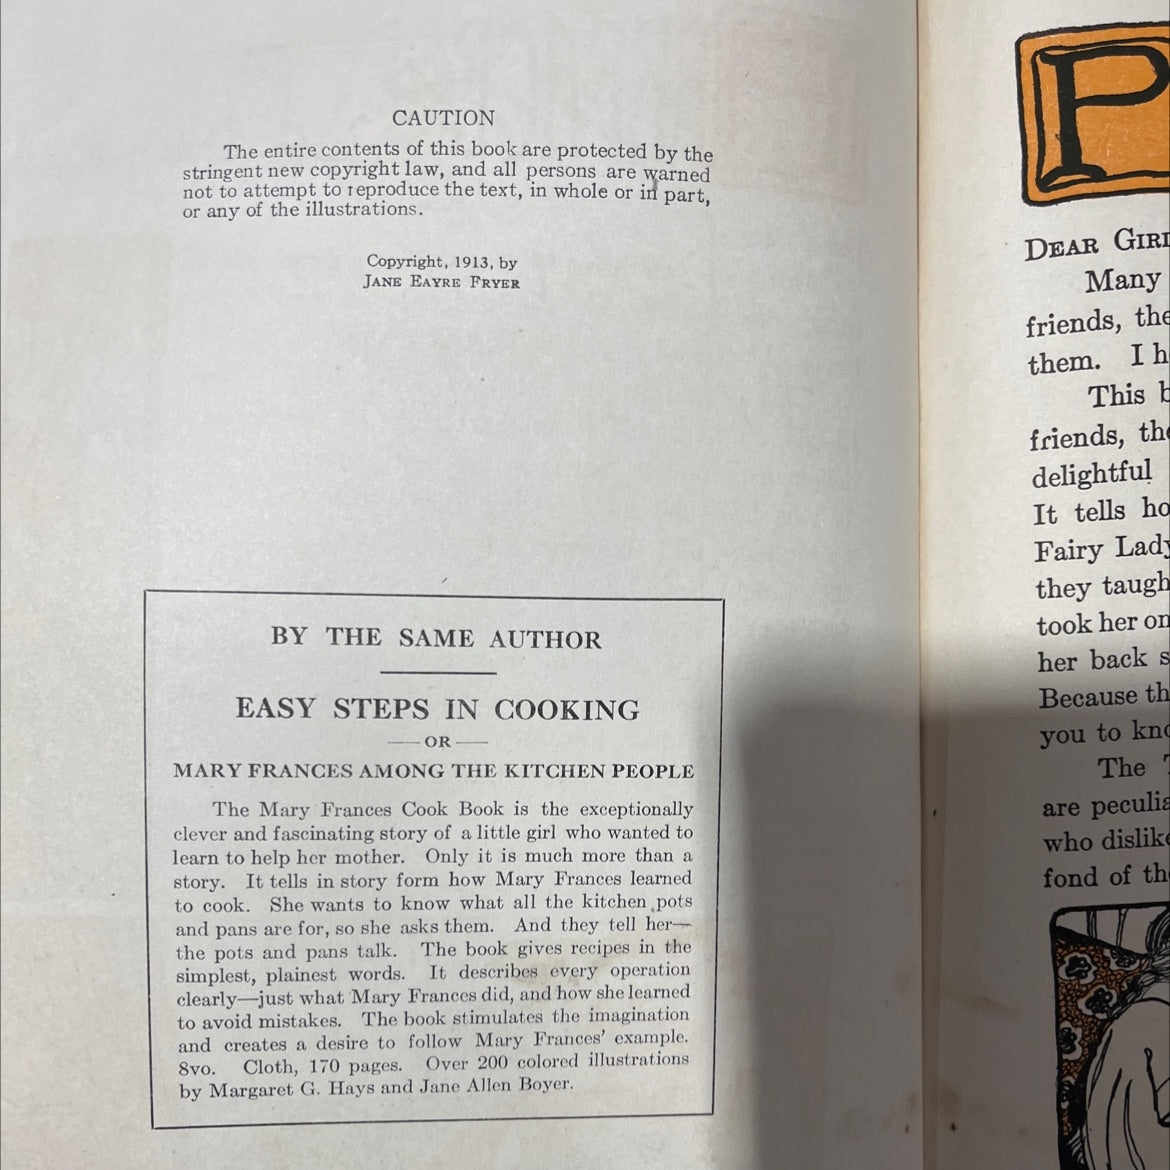 CAUTION
The entire contents of this book are protected by the
stringent new copyright law, and all persons are warned
not to attempt to reproduce the text, in whole or in part,
or any of the illustrations.
Copyright, 1913, by
JANE EAYRE FRYER
BY THE SAME AUTHOR
EASY STEPS IN COOKING
— OR —
MARY FRANCES AMONG THE KITCHEN PEOPLE
The Mary Frances Cook Book is the exceptionally
clever and fascinating story of a little girl who wanted to
learn to help her mother. Only it is much more than a
story. It tells in story form how Mary Frances learned
to cook. She wants to know what all the kitchen pots
and pans are for, so she asks them. And they tell her—
the pots and pans talk. The book gives recipes in the
simplest, plainest words. It describes every operation
clearly—just what Mary Frances did, and how she learned
to avoid mistakes. The book stimulates the imagination
and creates a desire to follow Mary Frances' example.
8vo. Cloth, 170 pages. Over 200 colored illustrations
by Margaret G. Hays and Jane Allen Boyer.
P
DEAR
Many
friends, the
them. I
This
friends,
delightful
It tells
Fairy
they
took her on
her back
Because
you to
The
are
who
fond of